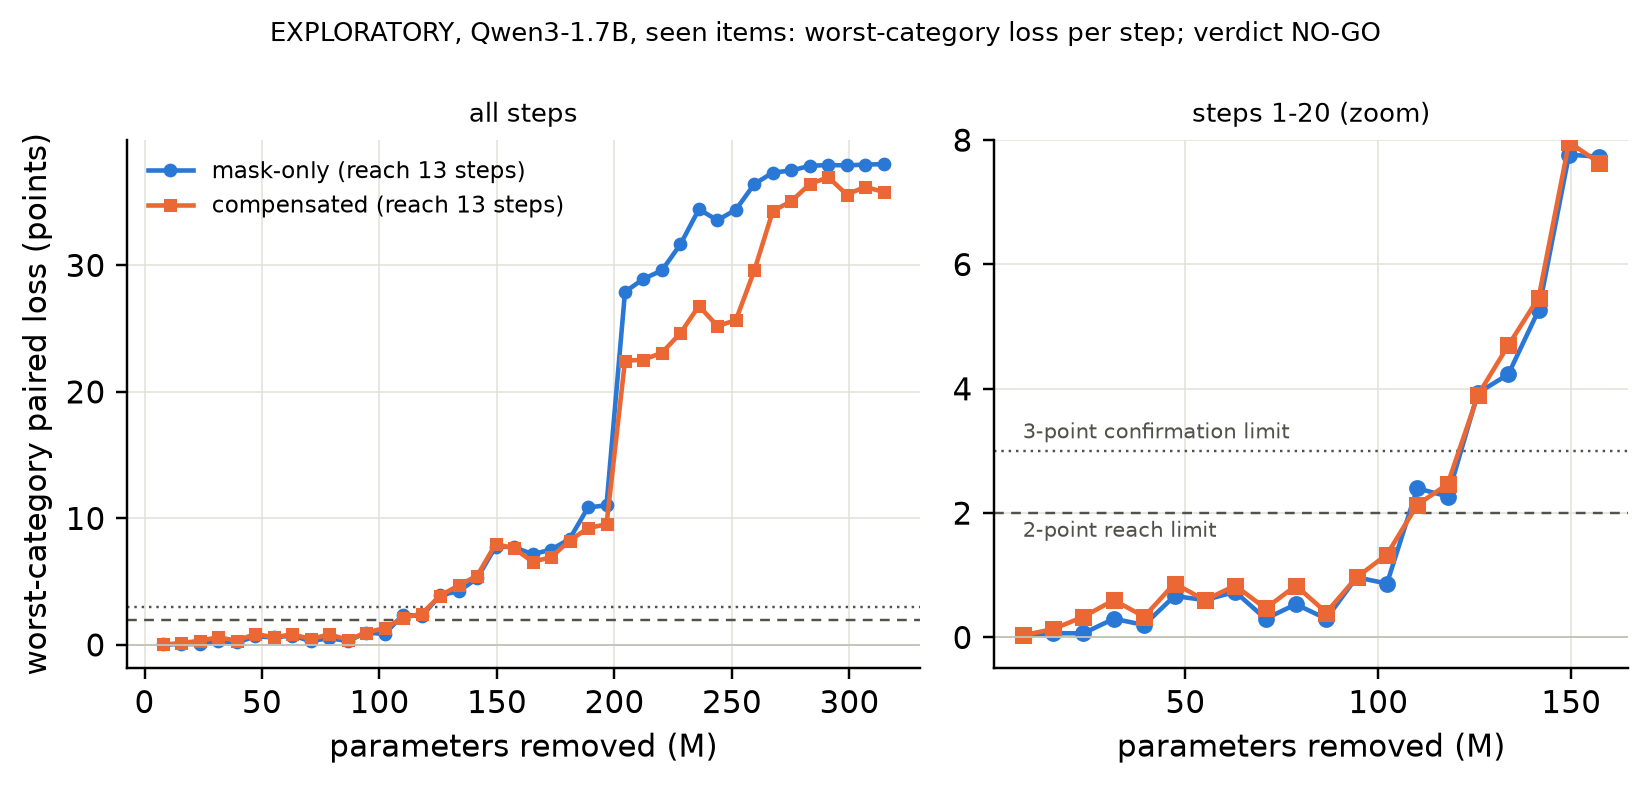 EXPLORATORY, Qwen3-1.7B, seen items: worst-category loss per step; verdict NO-GO
all steps
worst-category paired loss (points)
mask-only (reach 13 steps)
compensated (reach 13 steps)
30
20
10
0
0 50 100 150 200 250 300
parameters removed (M)
steps 1-20 (zoom)
8
6
4
2
0
3-point confirmation limit
2-point reach limit
50 100 150
parameters removed (M)